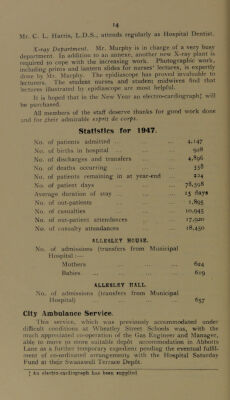 14
Mr. C. L. Harris, L.D.S., attends regularly as Hospital Dentist.
X-ray Department. Mr. Murphy is in charge of a very busy
department. In addition to an annexe, another new X-ray plant is
required to cope with the increasing work. Photographic work,
including prints and lantern slides for nurses' lectures, is expertly
done by Mr. Murphy. The epidiascope has proved invaluable to
lecturers. The student nurses and student midwives find that
lectures illustrated by epidiascope are most helpful.
It is hoped that in the New Year an electro-cardiograph† will
be purchased.
All members of the staff deserve thanks for good work done
and for their admirable esprit de corps.
Statistics for 1947.
No. of patients admitted ... 4,147
No. of births in hospital ... 928
No. of discharges and transfers ... 4,896
No. of deaths occurring ... 338
No. of patients remaining in at year-end ... 424
No. of patient days ... 78,598
Average duration of stay ... 15 days
No. of out-patients ... 1,895
No. of casualties ... 10,945
No. of out-patient attendances ... 17,920
No. of casualty attendances ... 18,450
ALLESLEY HOUSE.
No. of admissions (transfers from Municipal
Hospital:—
Mothers ... 624
Babies ... 619
ALLESLEY HALL.
No. of admissions (transfers from Municipal
Hospital) ... 657
City Ambulance Service.
This service, which was previously accommodated under
difficult conditions at Wheatley Street Schools was, with the
much appreciated co-operation of the Gas Engineer and Manager,
able to move to more suitable depôt accommodation in Abbotts
Lane as a further temporary expedient pending the eventual fulfil-
ment of co-ordinated arrangements with the Hospital Saturday
Fund at their Swanswell Terrace Depôt.
† An electro-cardiograph has been supplied